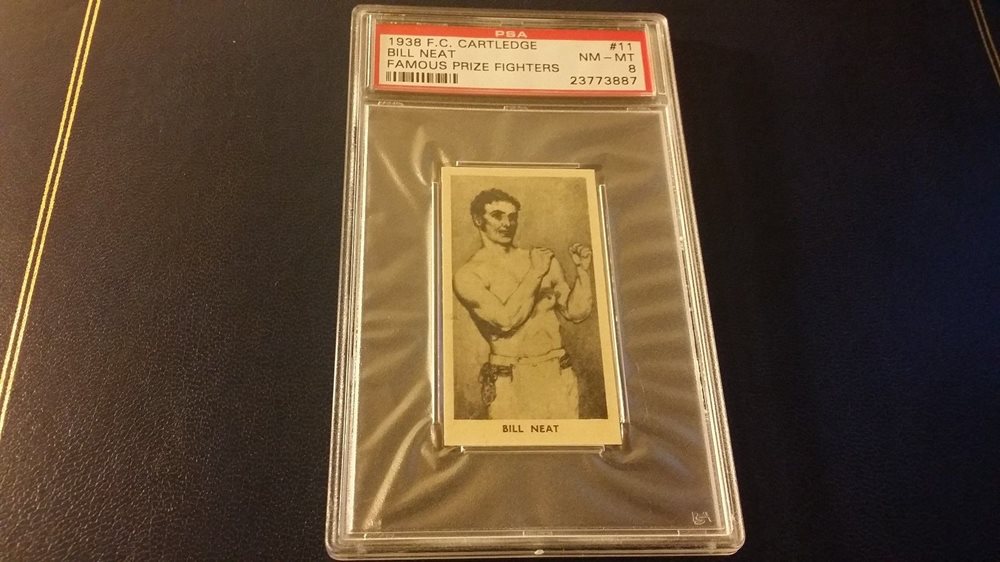 PSA
1938 F.C. CARTLEDGE #11
BILL NEAT NM - MT
FAMOUS PRIZE FIGHTERS 8
23773887
BILL NEAT